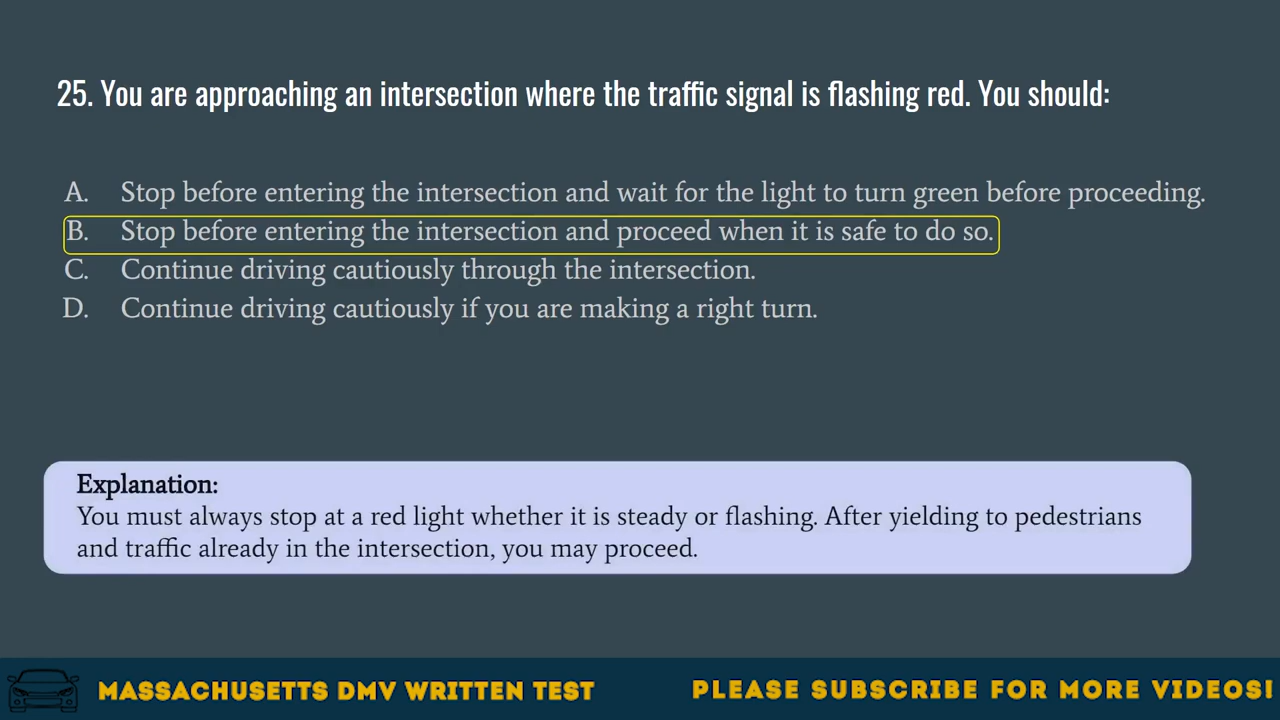 25. You are approaching an intersection where the traffic signal is flashing red. You should:
A. Stop before entering the intersection and wait for the light to turn green before proceeding.
B. Stop before entering the intersection and proceed when it is safe to do so.
C. Continue driving cautiously through the intersection.
D. Continue driving cautiously if you are making a right turn.
Explanation:
You must always stop at a red light whether it is steady or flashing. After yielding to pedestrians
and traffic already in the intersection, you may proceed.
MASSACHUSETTS DMV WRITTEN TEST
PLEASE SUBSCRIBE FOR MORE VIDEOS!